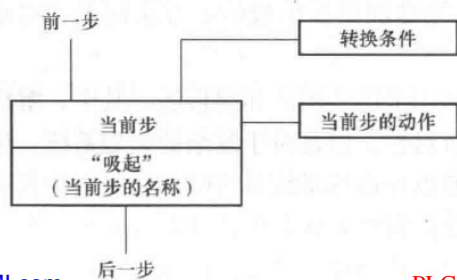 前一步
转换条件
当前步
当前步的动作
“吸起”
（当前步的名称）
后一步